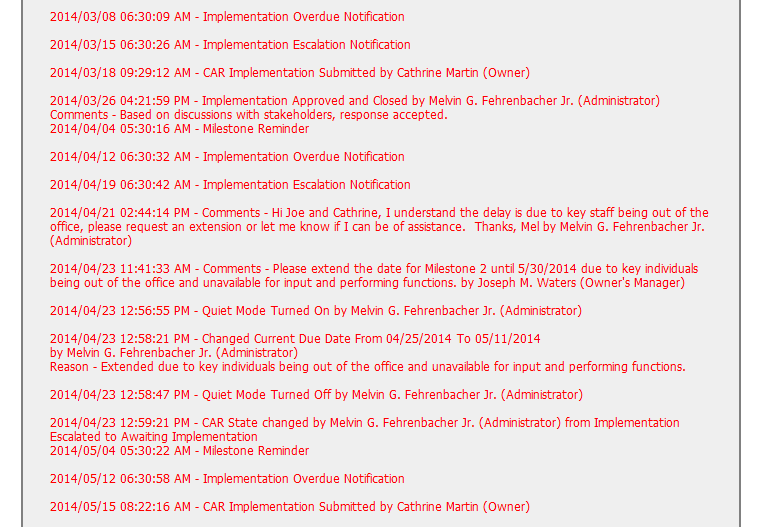 2014/03/08 06:30:09 AM - Implementation Overdue Notification
2014/03/15 06:30:26 AM - Implementation Escalation Notification
2014/03/18 09:29:12 AM - CAR Implementation Submitted by Cathrine Martin (Owner)
2014/03/26 04:21:59 PM - Implementation Approved and Closed by Melvin G. Fehrenbacher Jr. (Administrator)
Comments - Based on discussions with stakeholders, response accepted.
2014/04/04 05:30:16 AM - Milestone Reminder
2014/04/12 06:30:32 AM - Implementation Overdue Notification
2014/04/19 06:30:42 AM - Implementation Escalation Notification
2014/04/21 02:44:14 PM - Comments - Hi Joe and Cathrine, I understand the delay is due to key staff being out of the
office, please request an extension or let me know if I can be of assistance.  Thanks, Mel by Melvin G. Fehrenbacher Jr.
(Administrator)
2014/04/23 11:41:33 AM - Comments - Please extend the date for Milestone 2 until 5/30/2014 due to key individuals
being out of the office and unavailable for input and performing functions. by Joseph M. Waters (Owner's Manager)
2014/04/23 12:56:55 PM - Quiet Mode Turned On by Melvin G. Fehrenbacher Jr. (Administrator)
2014/04/23 12:58:21 PM - Changed Current Due Date From 04/25/2014 To 05/11/2014
by Melvin G. Fehrenbacher Jr. (Administrator)
Reason - Extended due to key individuals being out of the office and unavailable for input and performing functions.
2014/04/23 12:58:47 PM - Quiet Mode Turned Off by Melvin G. Fehrenbacher Jr. (Administrator)
2014/04/23 12:59:21 PM - CAR State changed by Melvin G. Fehrenbacher Jr. (Administrator) from Implementation
Escalated to Awaiting Implementation
2014/05/04 05:30:22 AM - Milestone Reminder
2014/05/12 06:30:58 AM - Implementation Overdue Notification
2014/05/15 08:22:16 AM - CAR Implementation Submitted by Cathrine Martin (Owner)